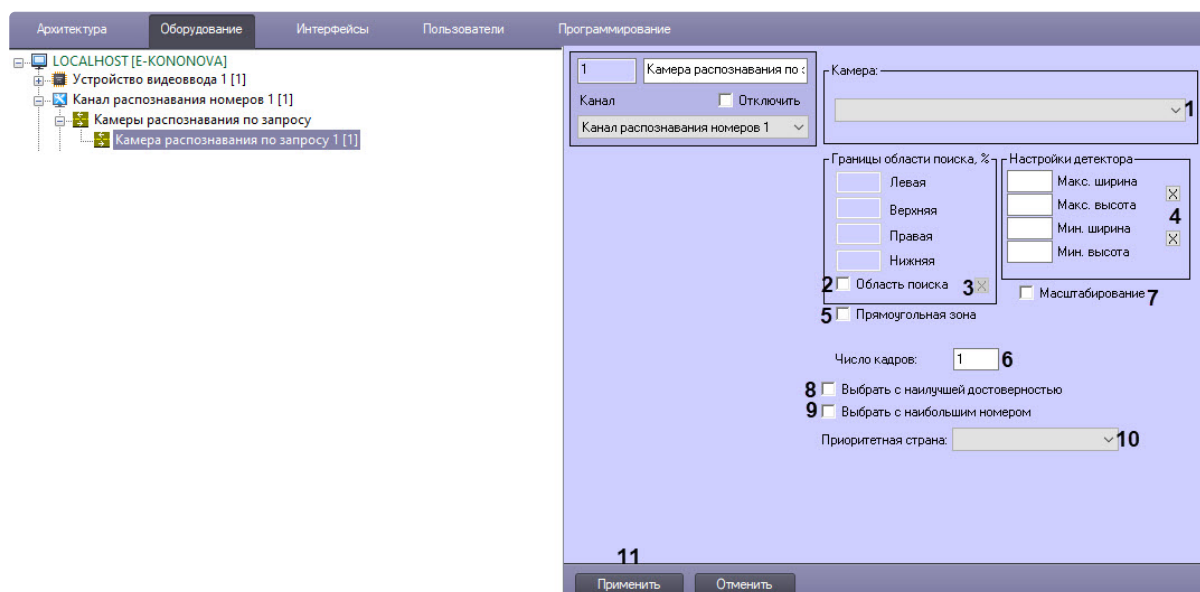 Архитектура Оборудование Интерфейсы Пользователи Программирование
LOCALHOST [E-KONONOVA]
Устройство видеоввода 1 [1]
Канал распознавания номеров 1 [1]
Камеры распознавания по запросу
Камера распознавания по запросу 1 [1]
1 Камера распознавания по з
Канал Отключить
Канал распознавания номеров 1
Камера:
1
Границы области поиска, %
Левая
Верхняя
Правая
Нижняя
2 Область поиска 3
Настройки детектора
Макс. ширина
Макс. высота
4
Мин. ширина
Мин. высота
Масштабирование 7
5 Прямоугольная зона
Число кадров: 1 6
8 Выбрать с наилучшей достоверностью
9 Выбрать с наибольшим номером
Приоритетная страна: 10
11
Применить Отменить